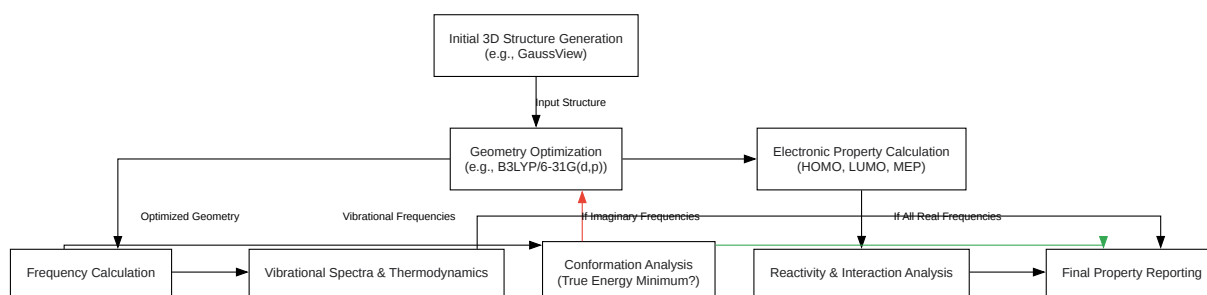 Initial 3D Structure Generation
(e.g., GaussView)
Input Structure
Geometry Optimization
(e.g., B3LYP/6-31G(d,p))
Electronic Property Calculation
(HOMO, LUMO, MEP)
Optimized Geometry
Vibrational Frequencies
If Imaginary Frequencies
If All Real Frequencies
Frequency Calculation
Vibrational Spectra & Thermodynamics
Conformation Analysis
(True Energy Minimum?)
Reactivity & Interaction Analysis
Final Property Reporting